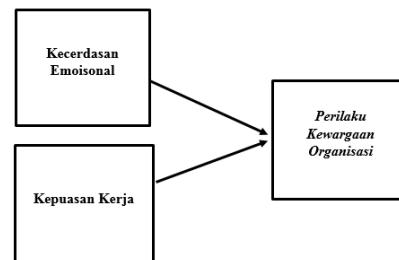 Kecerdasan
Emoisonal
Perilaku
Kewargaan
Organisasi
Kepuasan Kerja